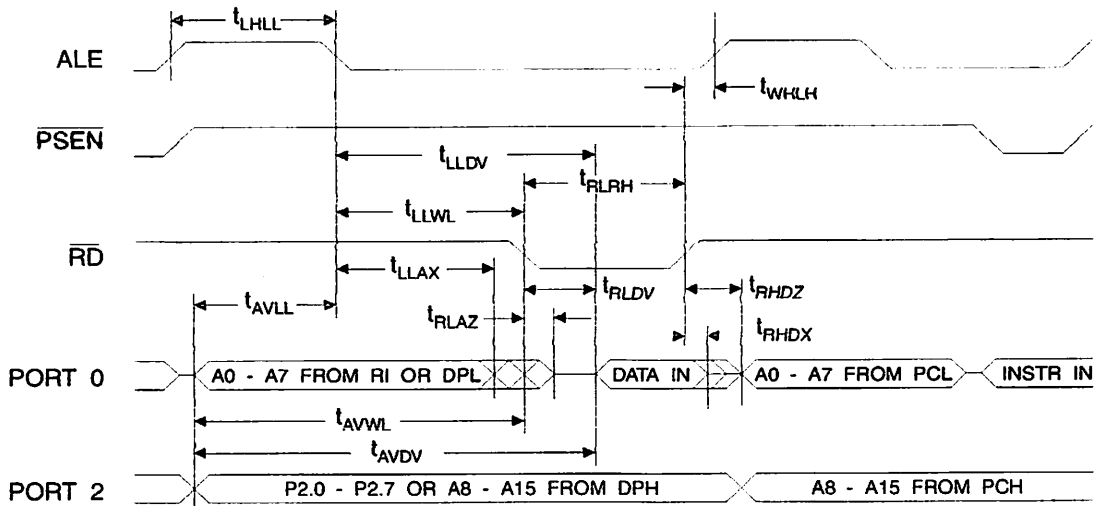 tLHLL
ALE
tWHLH
PSEN
tLLDV
tRLRH
tLLWL
RD
tLLAX
tRLDV
tRHDZ
tAVLL
tRLAZ
tRHDX
PORT 0
A0 - A7 FROM RI OR DPL
DATA IN
A0 - A7 FROM PCL
INSTR IN
tAVWL
tAVDV
PORT 2
P2.0 - P2.7 OR A8 - A15 FROM DPH
A8 - A15 FROM PCH